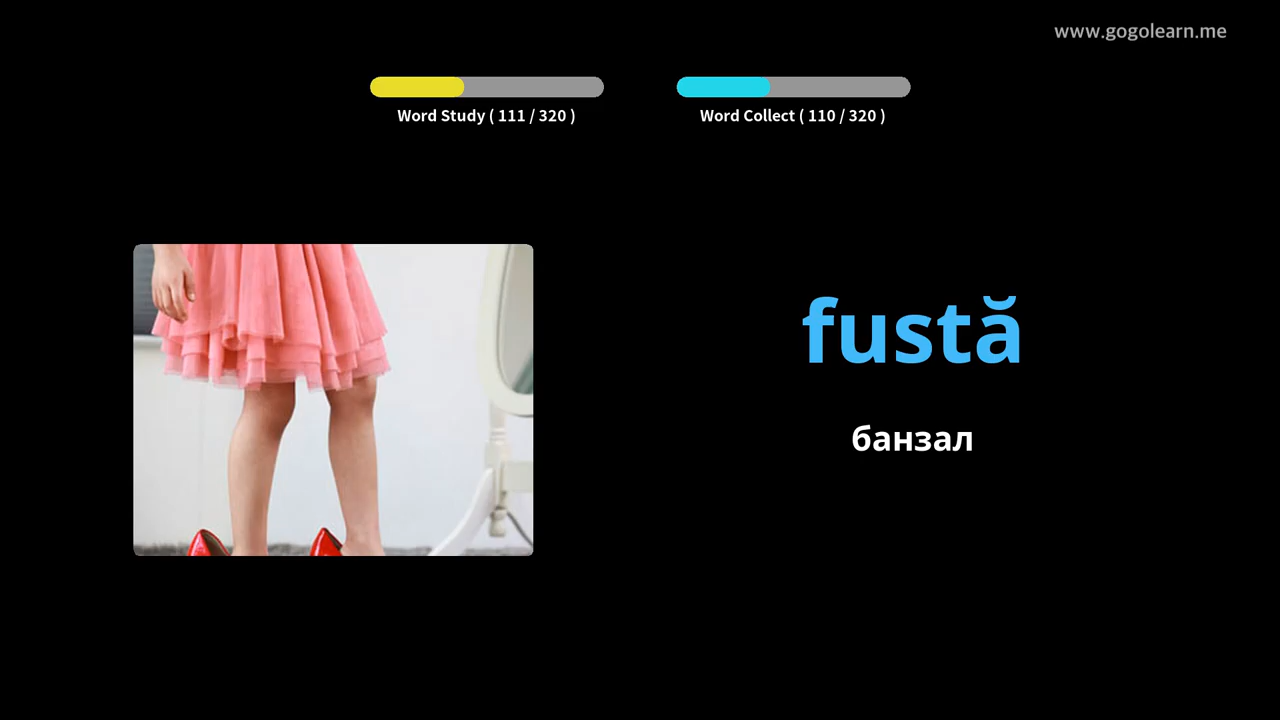 www.gogolearn.me
Word Study ( 111 / 320 )
Word Collect ( 110 / 320 )
fustă
банзал